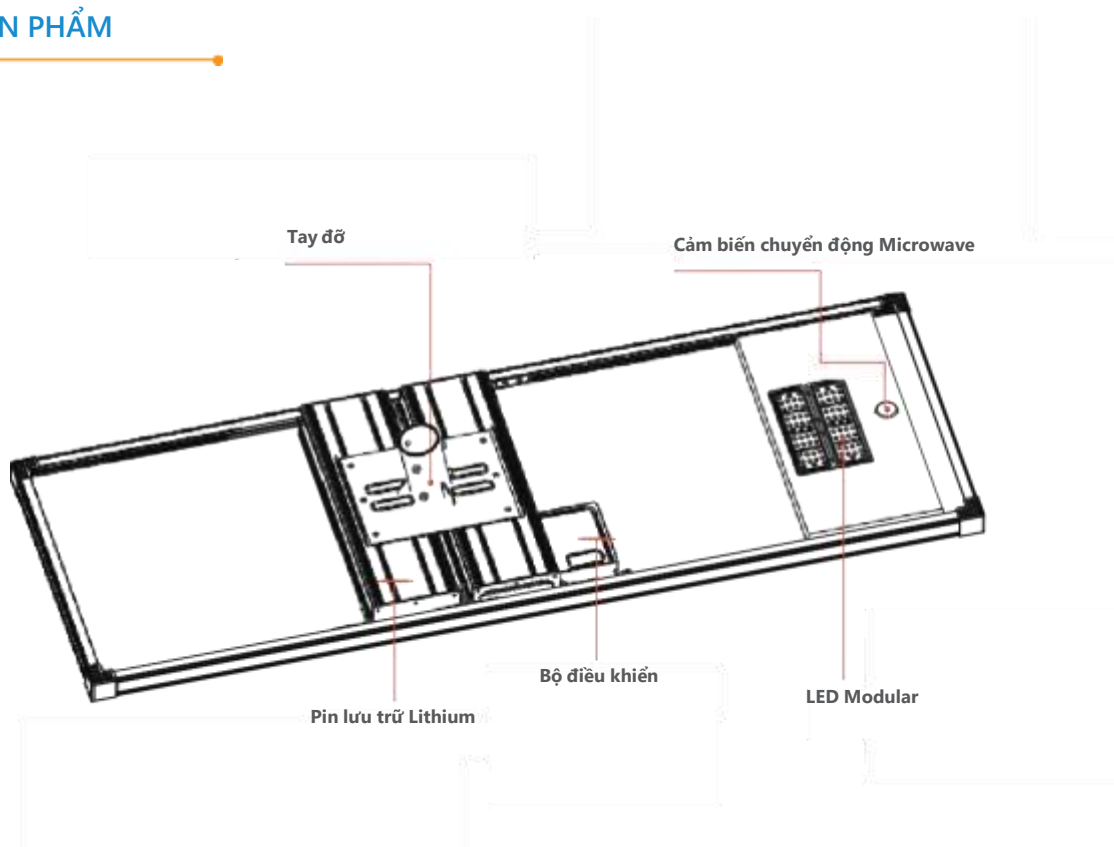 N PHẨM
Tay đỡ
Cảm biến chuyển động Microwave
Bộ điều khiển
LED Modular
Pin lưu trữ Lithium